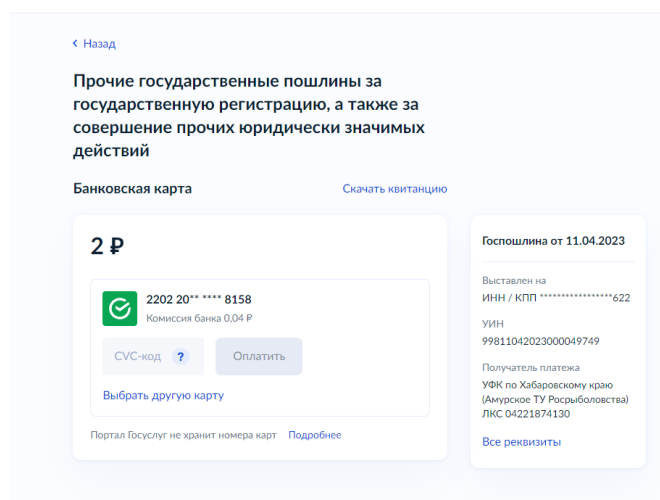 Назад
Прочие государственные пошлины за
государственную регистрацию, а также за
совершение прочих юридически значимых
действий
Банковская карта
Скачать квитанцию
2 ₽
2202 20** **** 8158
Комиссия банка 0,04 ₽
CVC-код ?
Оплатить
Выбрать другую карту
Портал Госуслуг не хранит номера карт Подробнее
Госпошлина от 11.04.2023
Выставлен на
ИНН / КПП *****************622
УИН
99811042023000049749
Получатель платежа
УФК по Хабаровскому краю
(Амурское ТУ Росрыболовства)
ЛКС 04221874130
Все реквизиты